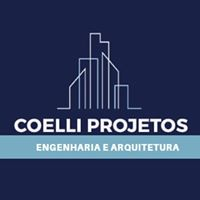 COELLI PROJETOS
ENGENHARIA E ARQUITETURA